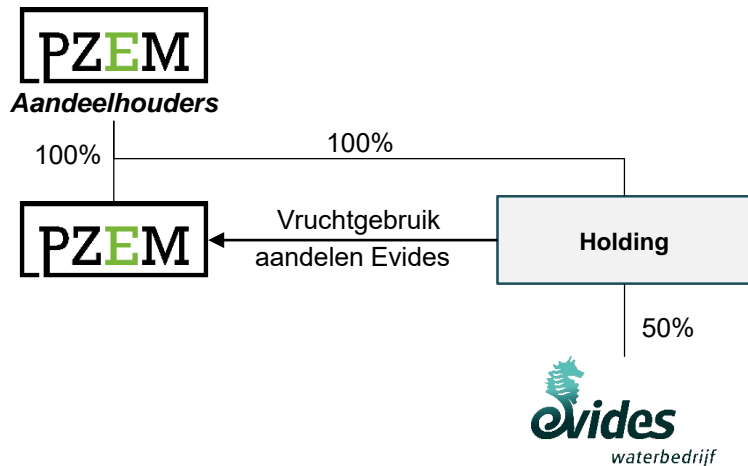 PZEM
Aandeelhouders
100%
100%
PZEM
Vruchtgebruik
aandelen Evides
Holding
50%
evides
waterbedrijf